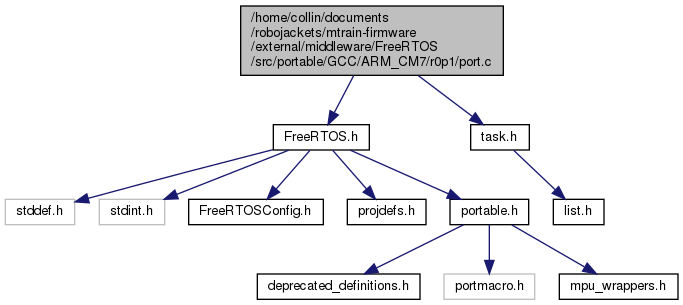 /home/collin/documents
/robojackets/mtrain-firmware
/external/middleware/FreeRTOS
/src/portable/GCC/ARM_CM7/r0p1/port.c
FreeRTOS.h
task.h
stddef.h
stdint.h
FreeRTOSConfig.h
projdefs.h
portable.h
list.h
deprecated_definitions.h
portmacro.h
mpu_wrappers.h